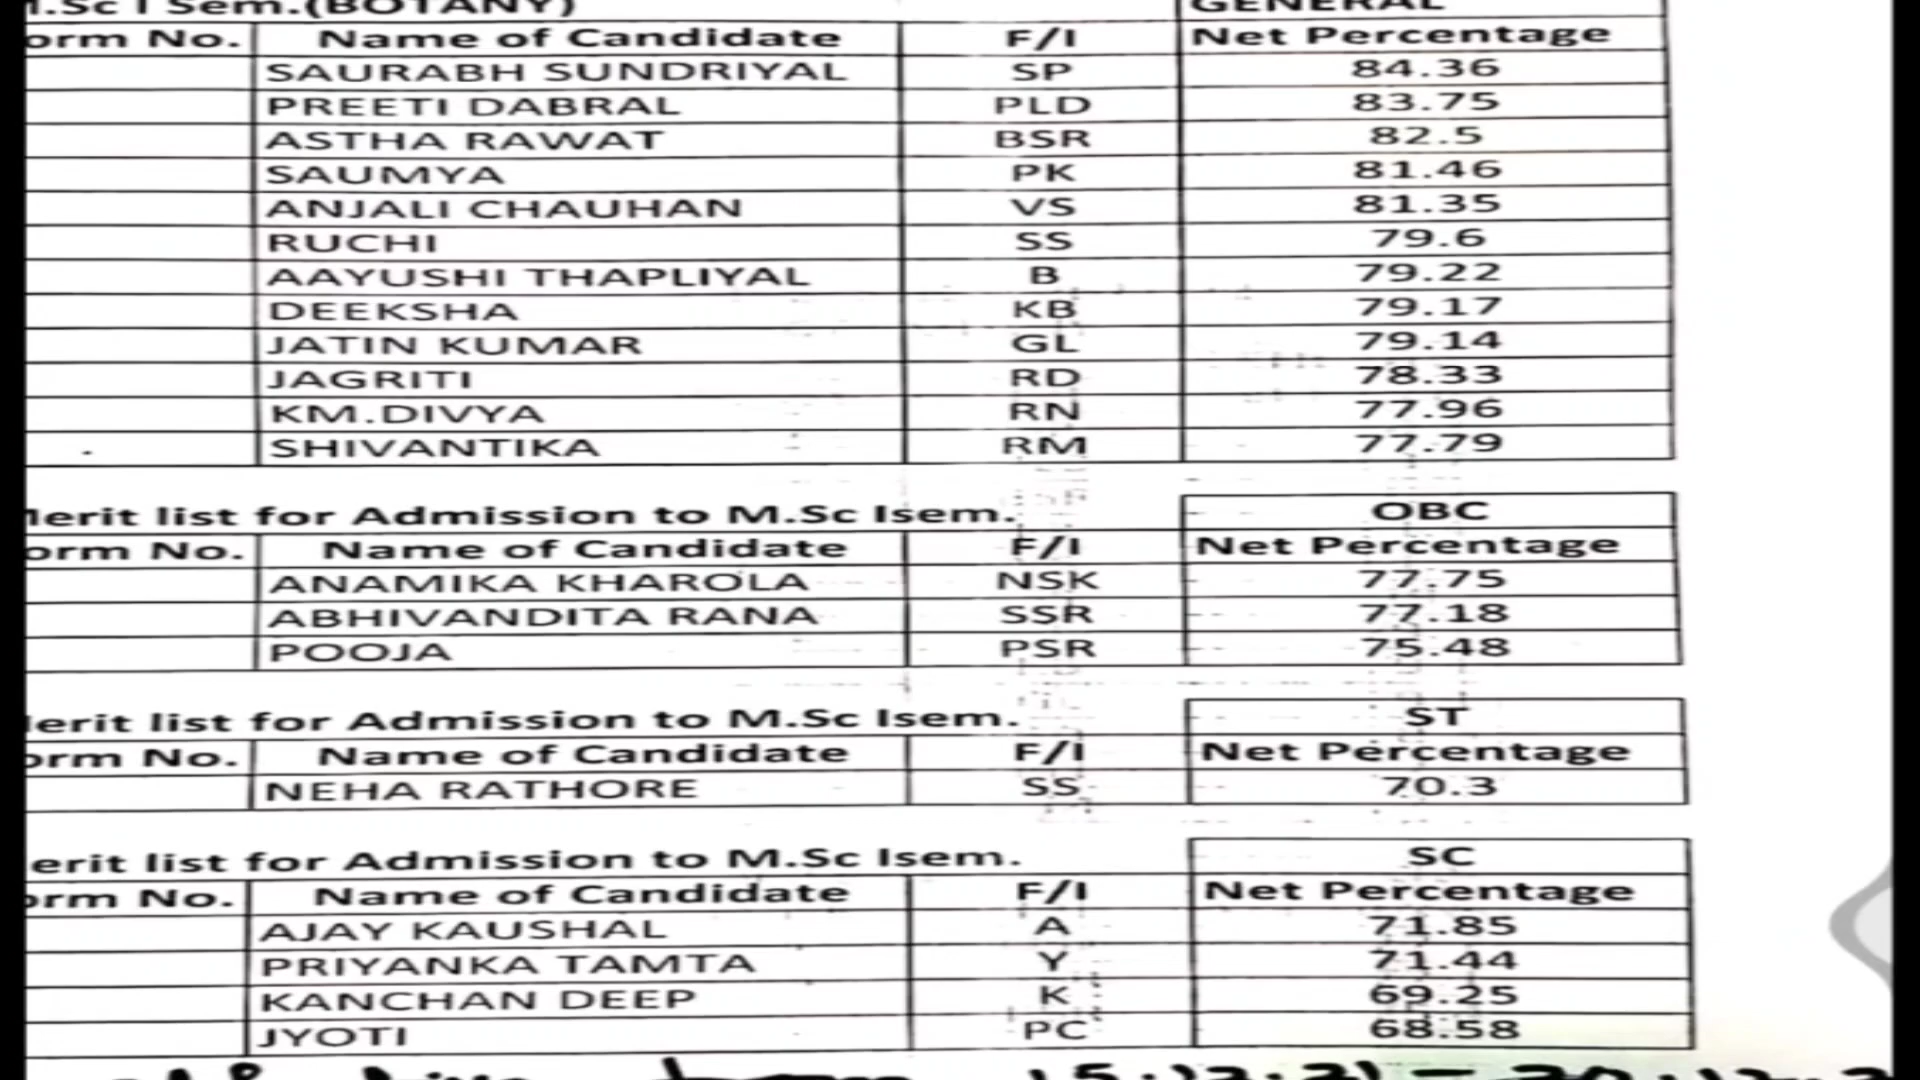 M.Sc I Sem.(BOTANY) GENERAL
orm No. Name of Candidate F/I Net Percentage
SAURABH SUNDRIYAL SP 84.36
PREETI DABRAL PLD 83.75
ASTHA RAWAT BSR 82.5
SAUMYA PK 81.46
ANJALI CHAUHAN VS 81.35
RUCHI SS 79.6
AAYUSHI THAPLIYAL B 79.22
DEEKSHA KB 79.17
JATIN KUMAR GL 79.14
JAGRITI RD 78.33
KM.DIVYA RN 77.96
SHIVANTIKA RM 77.79
erit list for Admission to M.Sc Isem. OBC
orm No. Name of Candidate F/I Net Percentage
ANAMIKA KHAROLA NSK 77.75
ABHIVANDITA RANA SSR 77.18
POOJA PSR 75.48
erit list for Admission to M.Sc Isem. ST
orm No. Name of Candidate F/I Net Percentage
NEHA RATHORE SS 70.3
erit list for Admission to M.Sc Isem. SC
orm No. Name of Candidate F/I Net Percentage
AJAY KAUSHAL A 71.85
PRIYANKA TAMTA Y 71.44
KANCHAN DEEP K 69.25
JYOTI PC 68.58